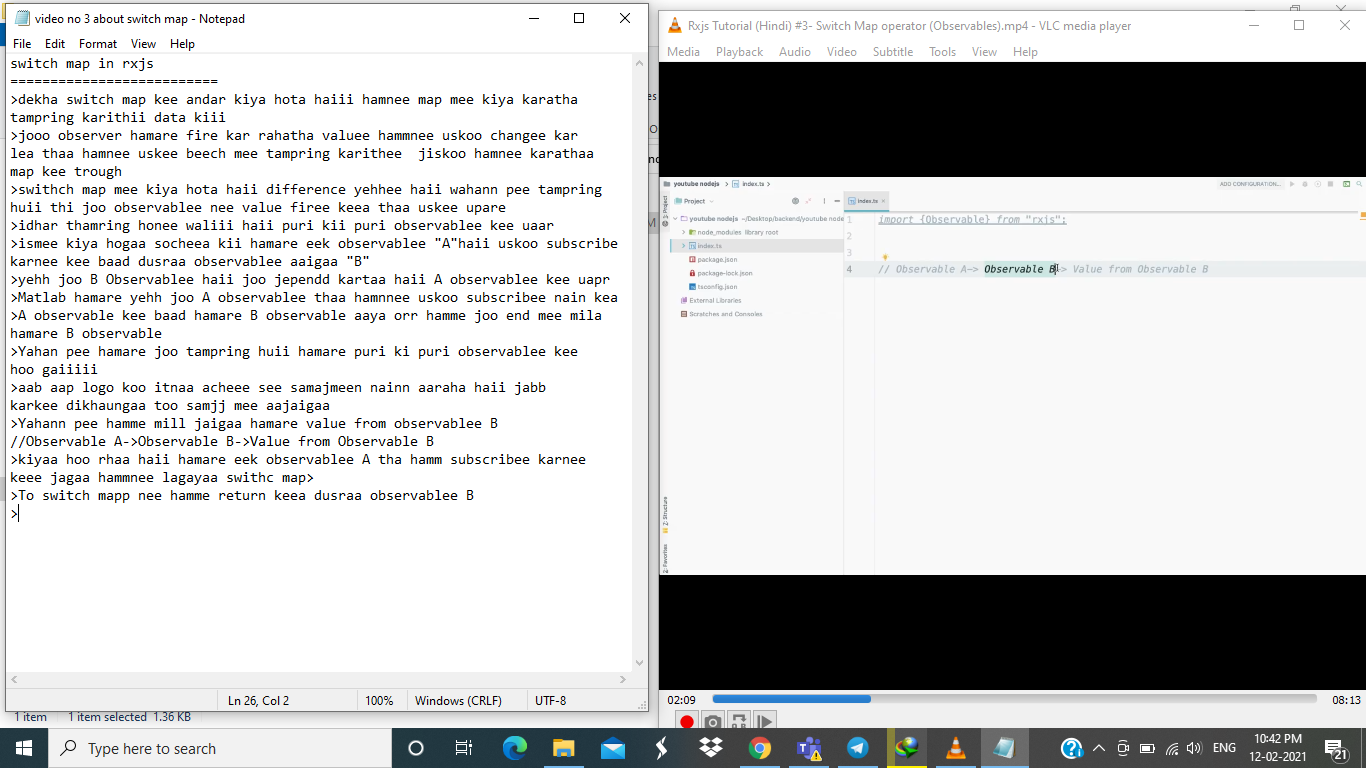 video no 3 about switch map - Notepad
File Edit Format View Help
switch map in rxjs
==========================
>dekha switch map kee andar kiya hota haiii hamnee map mee kiya karatha
tampring karithii data kiii
>jooo observer hamare fire kar rahatha valuee hammnee uskoo changee kar
lea thaa hamnee uskee beech mee tampring karithee  jiskoo hamnee karathaa
map kee trough
>swithch map mee kiya hota haii difference yehhee haii wahann pee tampring
huii thi joo observablee nee value firee keea thaa uskee upare
>idhar thamring honee waliii haii puri kii puri observablee kee uaar
>ismee kiya hogaa socheea kii hamare eek observablee "A"haii uskoo subscribe
karnee kee baad dusraa observablee aaigaa "B"
>yehh joo B Observablee haii joo jependd kartaa haii A observablee kee uapr
>Matlab hamare yehh joo A observablee thaa hamnnee uskoo subscribee nain kea
>A observable kee baad hamare B observable aaya orr hamme joo end mee mila
hamare B observable
>Yahan pee hamare joo tampring huii hamare puri ki puri observablee kee
hoo gaiiiii
>aab aap logo koo itnaa acheee see samajmeen nainn aaraha haii jabb
karkee dikhaungaa too samjj mee aajaigaa
>Yahann pee hamme mill jaigaa hamare value from observablee B
//Observable A->Observable B->Value from Observable B
>kiyaa hoo rhaa haii hamare eek observablee A tha hamm subscribee karnee
keee jagaa hammnee lagayaa swithc map>
>To switch mapp nee hamme return keea dusraa observablee B
>
Ln 26, Col 2 100% Windows (CRLF) UTF-8
1 item 1 item selected 1.36 KB
Rxjs Tutorial (Hindi) #3- Switch Map operator (Observables).mp4 - VLC media player
Media Playback Audio Video Subtitle Tools View Help
youtube nodejs index.ts
ADD CONFIGURATION...
Project
index.ts
youtube nodejs ~/Desktop/backend/youtube node
node_modules library root
index.ts
package.json
package-lock.json
tsconfig.json
External Libraries
Scratches and Consoles
1: Project
Z: Structure
2: Favorites
1 import {Observable} from "rxjs";
2
3
4 // Observable A-> Observable B-> Value from Observable B
02:09 08:13
Type here to search
ENG
10:42 PM
12-02-2021
21